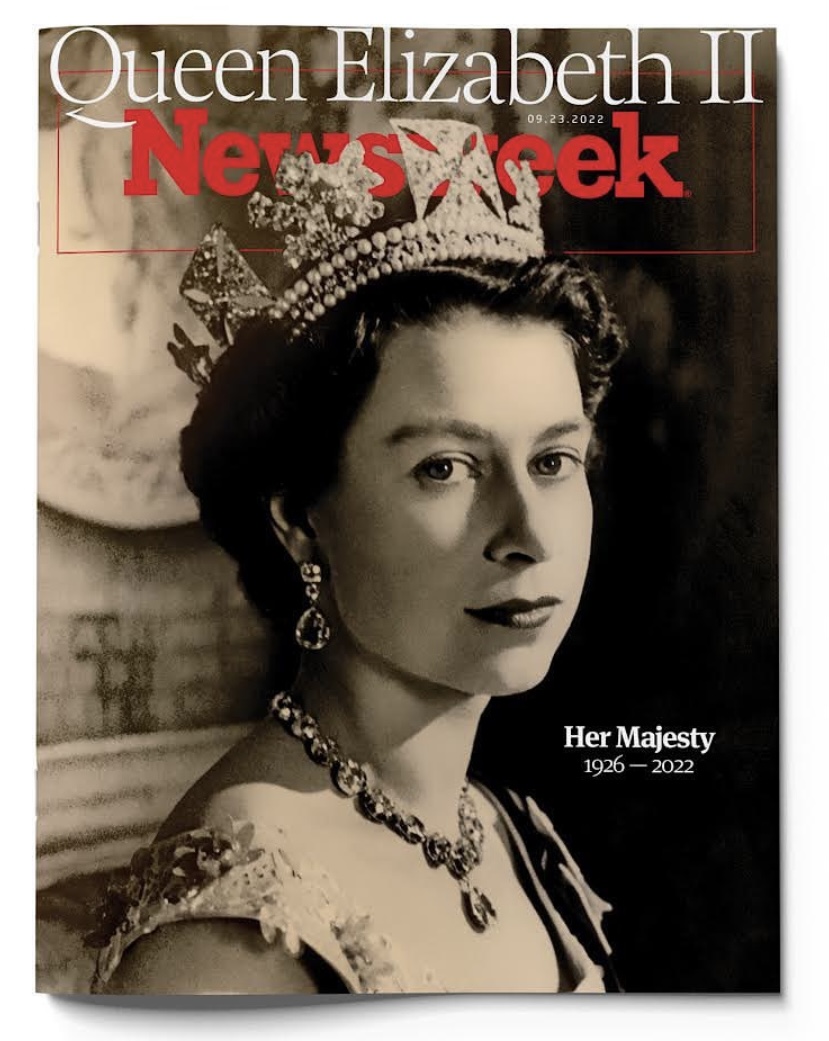 Queen Elizabeth II
09.23.2022
Newsweek
Her Majesty
1926 — 2022